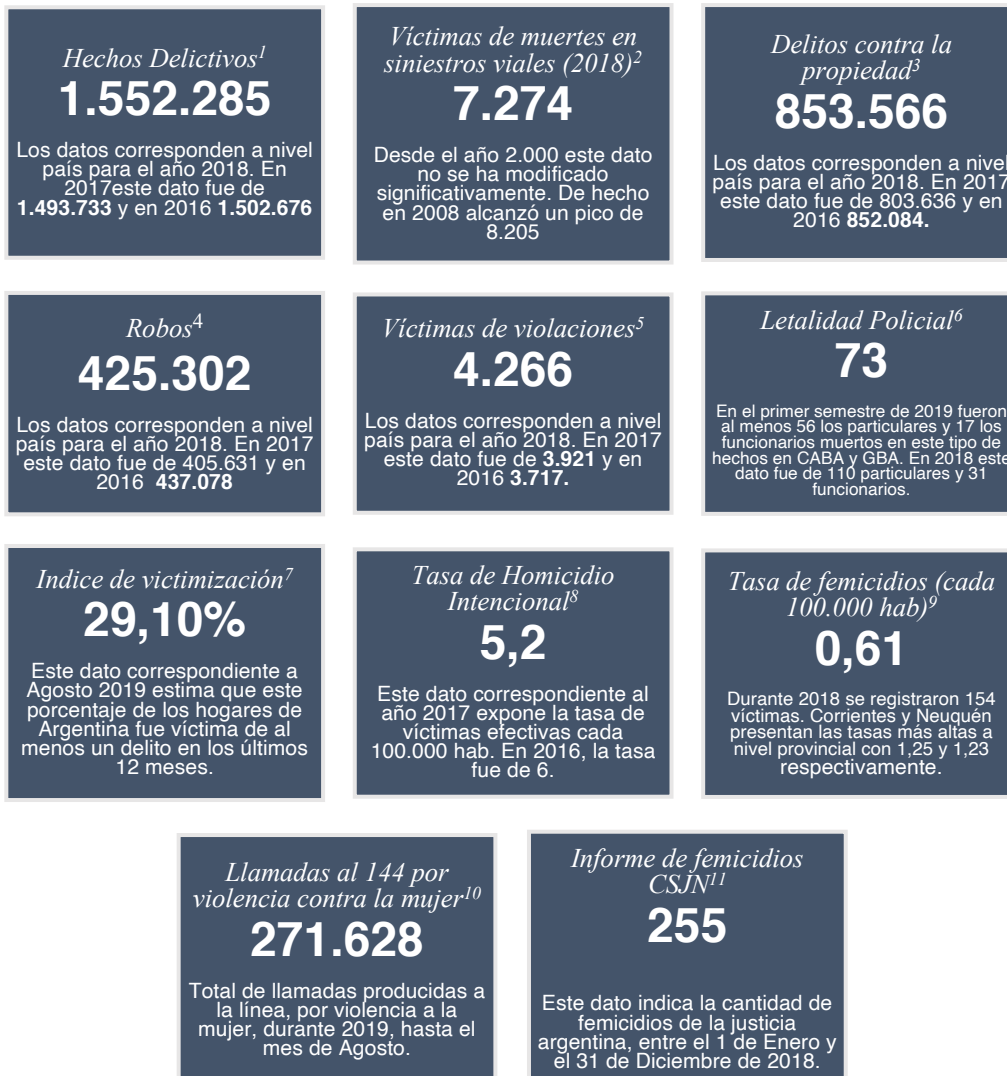 Hechos Delictivos1
1.552.285
Los datos corresponden a nivel
país para el año 2018. En
2017este dato fue de
1.493.733 y en 2016 1.502.676
Víctimas de muertes en
siniestros viales (2018)2
7.274
Desde el año 2.000 este dato
no se ha modificado
significativamente. De hecho
en 2008 alcanzó un pico de
8.205
Delitos contra la
propiedad3
853.566
Los datos corresponden a nivel
país para el año 2018. En 2017
este dato fue de 803.636 y en
2016 852.084.
Robos4
425.302
Los datos corresponden a nivel
país para el año 2018. En 2017
este dato fue de 405.631 y en
2016 437.078
Víctimas de violaciones5
4.266
Los datos corresponden a nivel
país para el año 2018. En 2017
este dato fue de 3.921 y en
2016 3.717.
Letalidad Policial6
73
En el primer semestre de 2019 fueron
al menos 56 los particulares y 17 los
funcionarios muertos en este tipo de
hechos en CABA y GBA. En 2018 este
dato fue de 110 particulares y 31
funcionarios.
Indice de victimización7
29,10%
Este dato correspondiente a
Agosto 2019 estima que este
porcentaje de los hogares de
Argentina fue víctima de al
menos un delito en los últimos
12 meses.
Tasa de Homicidio
Intencional8
5,2
Este dato correspondiente al
año 2017 expone la tasa de
víctimas efectivas cada
100.000 hab. En 2016, la tasa
fue de 6.
Tasa de femicidios (cada
100.000 hab)9
0,61
Durante 2018 se registraron 154
víctimas. Corrientes y Neuquén
presentan las tasas más altas a
nivel provincial con 1,25 y 1,23
respectivamente.
Llamadas al 144 por
violencia contra la mujer10
271.628
Total de llamadas producidas a
la línea, por violencia a la
mujer, durante 2019, hasta el
mes de Agosto.
Informe de femicidios
CSJN11
255
Este dato indica la cantidad de
femicidios de la justicia
argentina, entre el 1 de Enero y
el 31 de Diciembre de 2018.